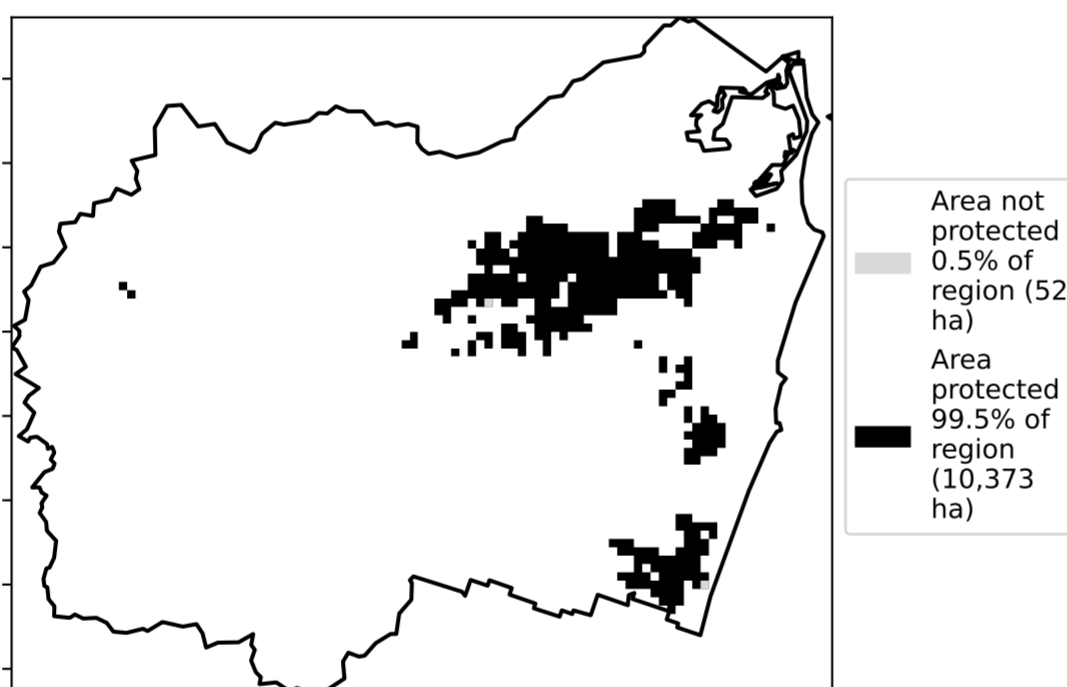 Area not
protected
0.5% of
region (52
ha)
Area
protected
99.5% of
region
(10,373
ha)